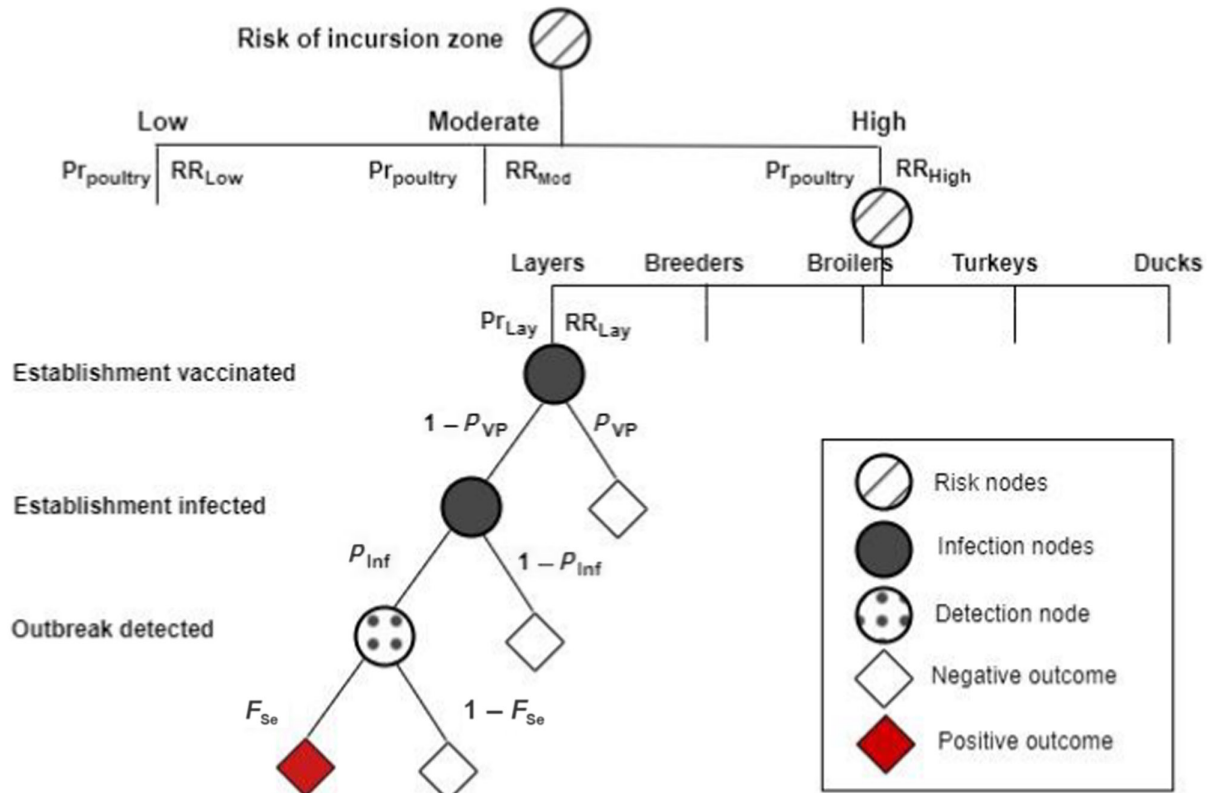 Risk of incursion zone
Low Moderate High
Pr_poultry RR_Low Pr_poultry RR_Mod Pr_poultry RR_High
Layers Breeders Broilers Turkeys Ducks
Pr_Lay RR_Lay
Establishment vaccinated
1 – P_VP P_VP
Establishment infected
P_Inf 1 – P_Inf
Outbreak detected
F_Se 1 – F_Se
Risk nodes
Infection nodes
Detection node
Negative outcome
Positive outcome